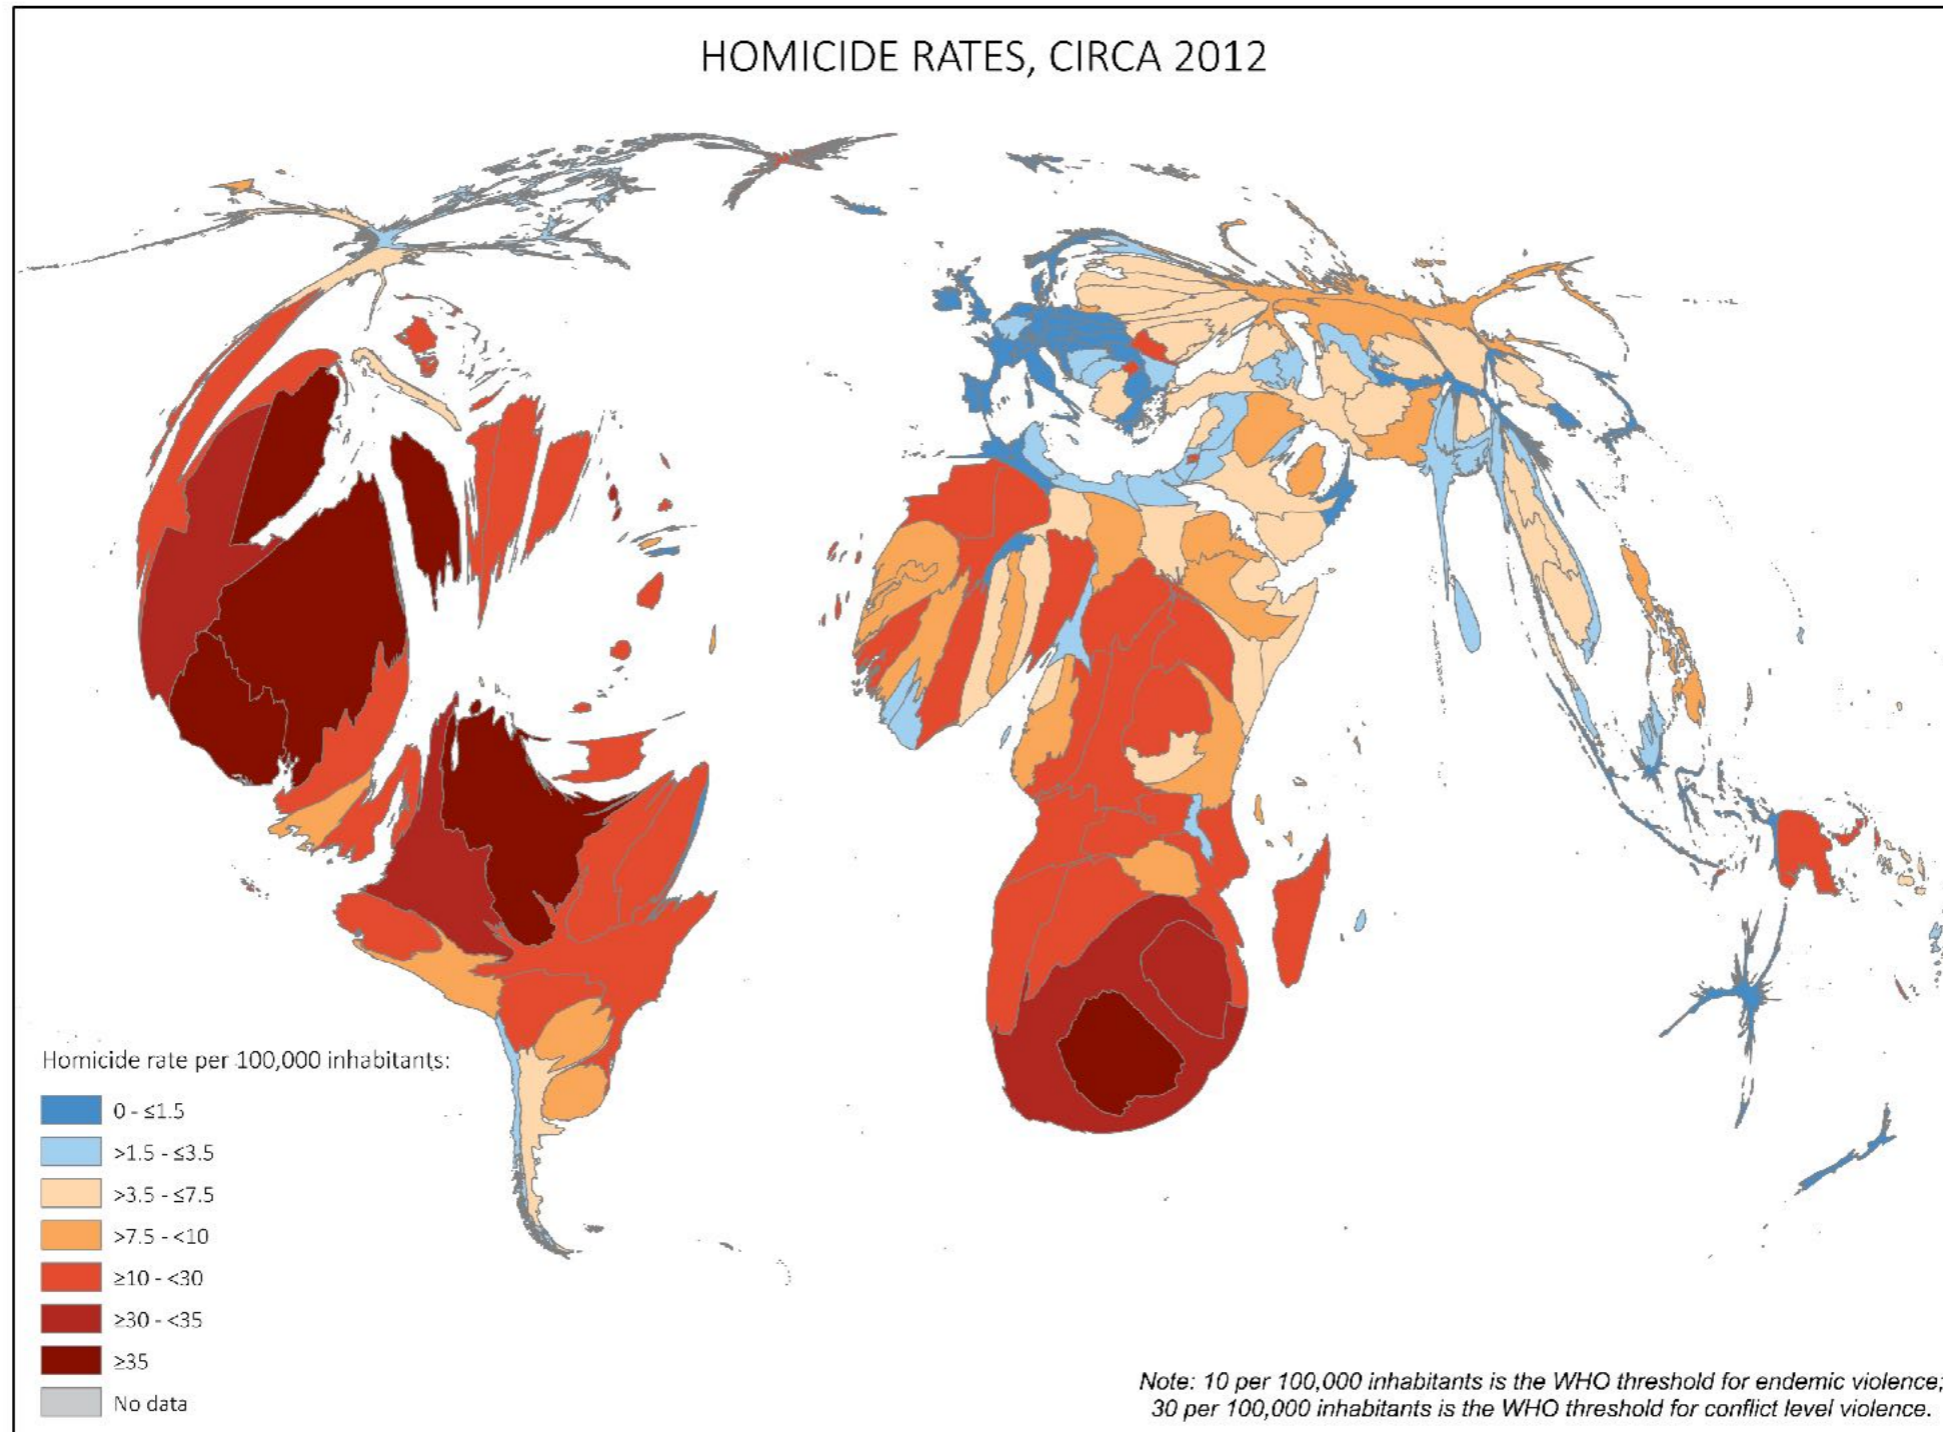 HOMICIDE RATES, CIRCA 2012
Homicide rate per 100,000 inhabitants:
0 - ≤1.5
>1.5 - ≤3.5
>3.5 - ≤7.5
>7.5 - <10
≥10 - <30
≥30 - <35
≥35
No data
Note: 10 per 100,000 inhabitants is the WHO threshold for endemic violence;
30 per 100,000 inhabitants is the WHO threshold for conflict level violence.